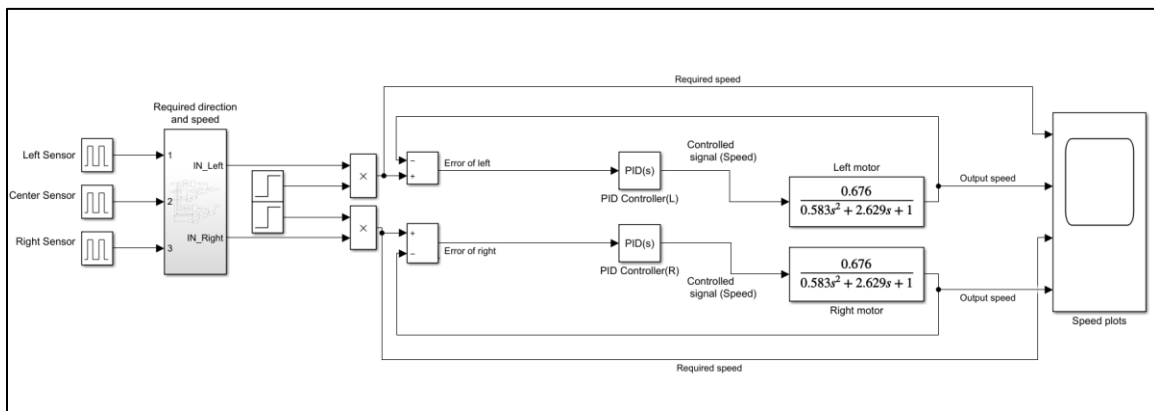 Required speed
Required direction
and speed
Left Sensor
1
IN_Left
Center Sensor
2
Right Sensor
3
IN_Right
×
×
−
+
Error of left
PID(s)
PID Controller(L)
Controlled
signal (Speed)
Left motor
0.676
0.583s² + 2.629s + 1
Output speed
+
−
Error of right
PID(s)
PID Controller(R)
Controlled
signal (Speed)
0.676
0.583s² + 2.629s + 1
Right motor
Output speed
Speed plots
Required speed